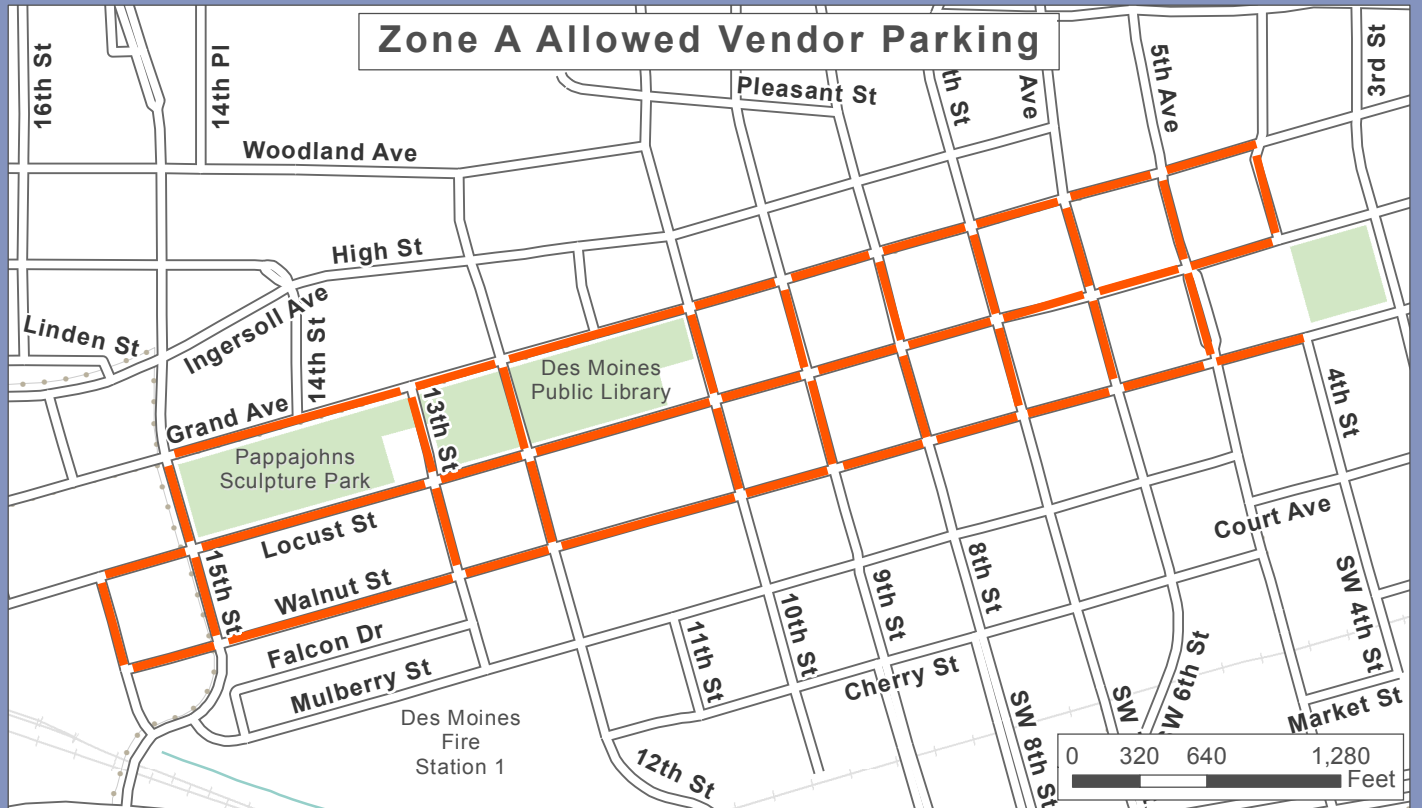 Zone A Allowed Vendor Parking
16th St
14th Pl
Pleasant St
th St
Ave
5th Ave
3rd St
Woodland Ave
High St
Linden St
Ingersoll Ave
14th St
Grand Ave
13th St
Des Moines
Public Library
Pappajohns
Sculpture Park
Locust St
15th St
Walnut St
Falcon Dr
Mulberry St
Des Moines
Fire
Station 1
12th St
11th St
10th St
9th St
8th St
Cherry St
SW 8th St
SW
SW 6th St
4th St
Court Ave
SW 4th St
Market St
0 320 640 1,280
Feet